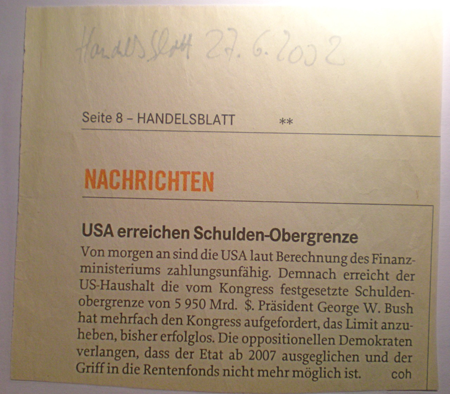 Handelsblatt 27.6.2002
Seite 8 – HANDELSBLATT **
NACHRICHTEN
USA erreichen Schulden-Obergrenze
Von morgen an sind die USA laut Berechnung des Finanz-
ministeriums zahlungsunfähig. Demnach erreicht der
US-Haushalt die vom Kongress festgesetzte Schulden-
obergrenze von 5 950 Mrd. $. Präsident George W. Bush
hat mehrfach den Kongress aufgefordert, das Limit anzu-
heben, bisher erfolglos. Die oppositionellen Demokraten
verlangen, dass der Etat ab 2007 ausgeglichen und der
Griff in die Rentenfonds nicht mehr möglich ist. coh